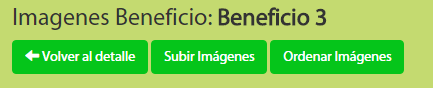 Imagenes Beneficio: Beneficio 3
Volver al detalle Subir Imágenes Ordenar Imágenes